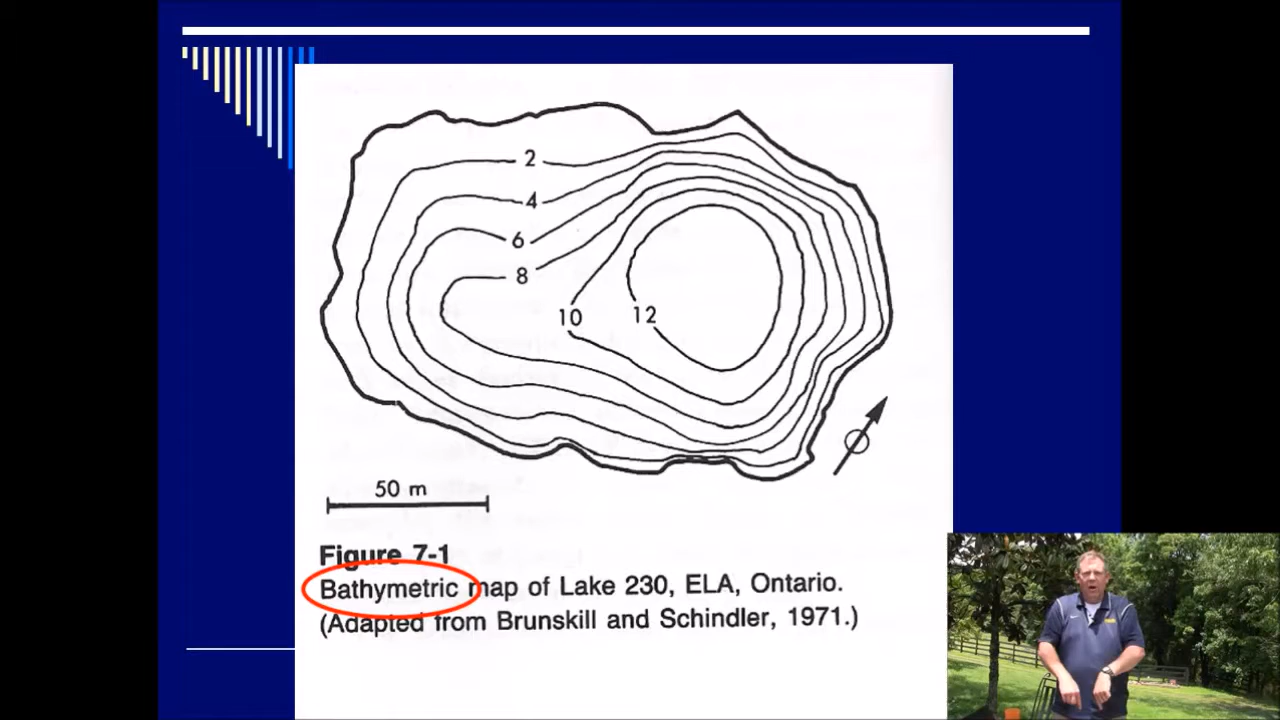 2
4
6
8
10
12
50 m
Figure 7-1
Bathymetric map of Lake 230, ELA, Ontario.
(Adapted from Brunskill and Schindler, 1971.)